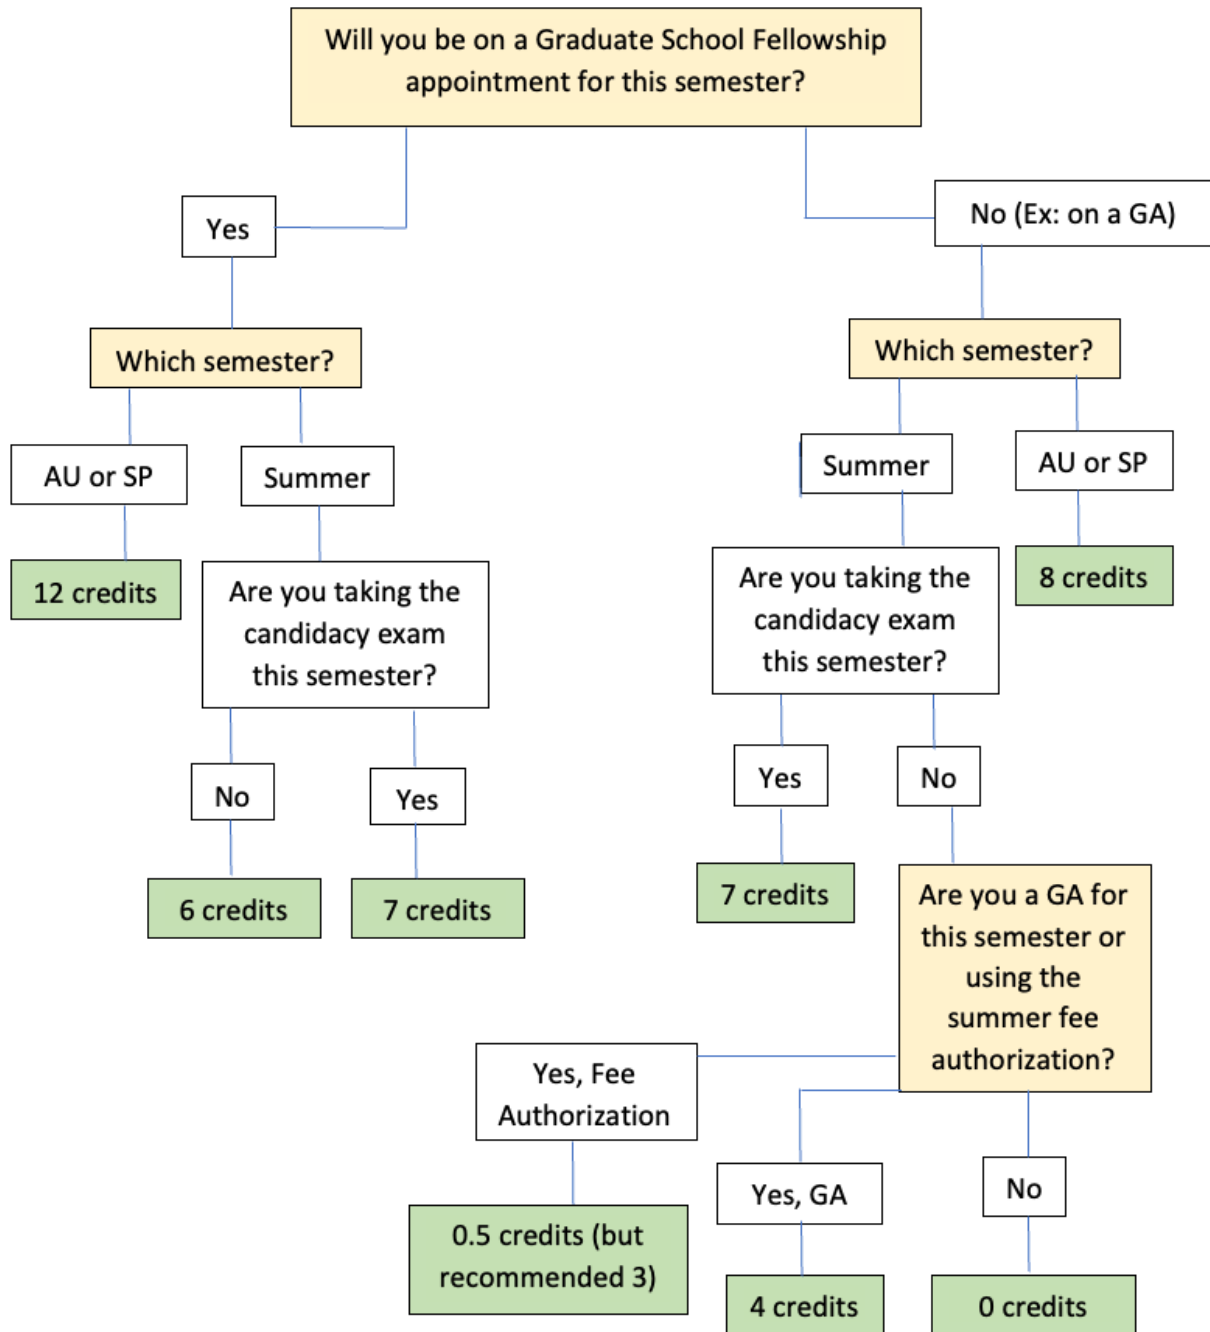 Will you be on a Graduate School Fellowship
appointment for this semester?
Yes
No (Ex: on a GA)
Which semester?
Which semester?
AU or SP
Summer
Summer
AU or SP
12 credits
Are you taking the
candidacy exam
this semester?
Are you taking the
candidacy exam
this semester?
8 credits
No
Yes
Yes
No
6 credits
7 credits
7 credits
Are you a GA for
this semester or
using the
summer fee
authorization?
Yes, Fee
Authorization
Yes, GA
No
0.5 credits (but
recommended 3)
4 credits
0 credits